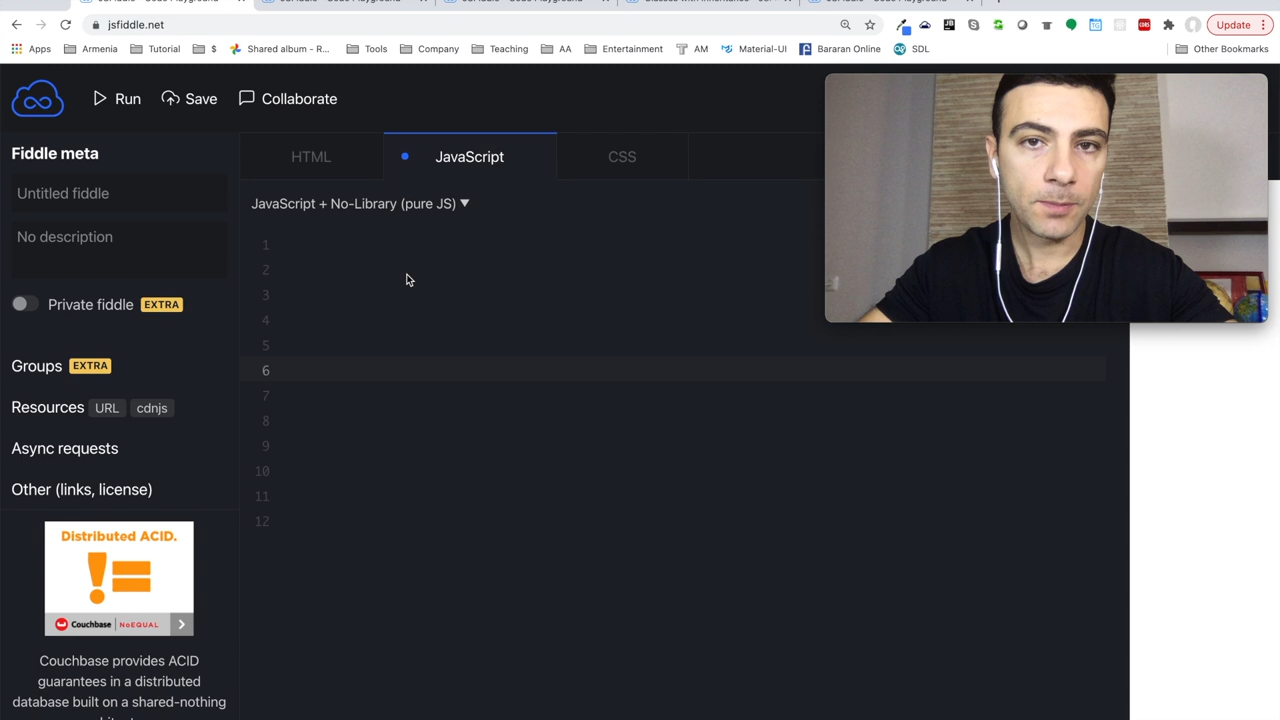 jsfiddle.net
Update
Apps Armenia Tutorial $ Shared album - R... Tools Company Teaching AA Entertainment AM Material-UI Bararan Online SDL Other Bookmarks
Run Save Collaborate
Fiddle meta
Untitled fiddle
No description
Private fiddle EXTRA
Groups EXTRA
Resources URL cdnjs
Async requests
Other (links, license)
Distributed ACID.
!=
Couchbase | NoEQUAL
Couchbase provides ACID
guarantees in a distributed
database built on a shared-nothing
HTML JavaScript CSS
JavaScript + No-Library (pure JS) ▼
1
2
3
4
5
6
7
8
9
10
11
12